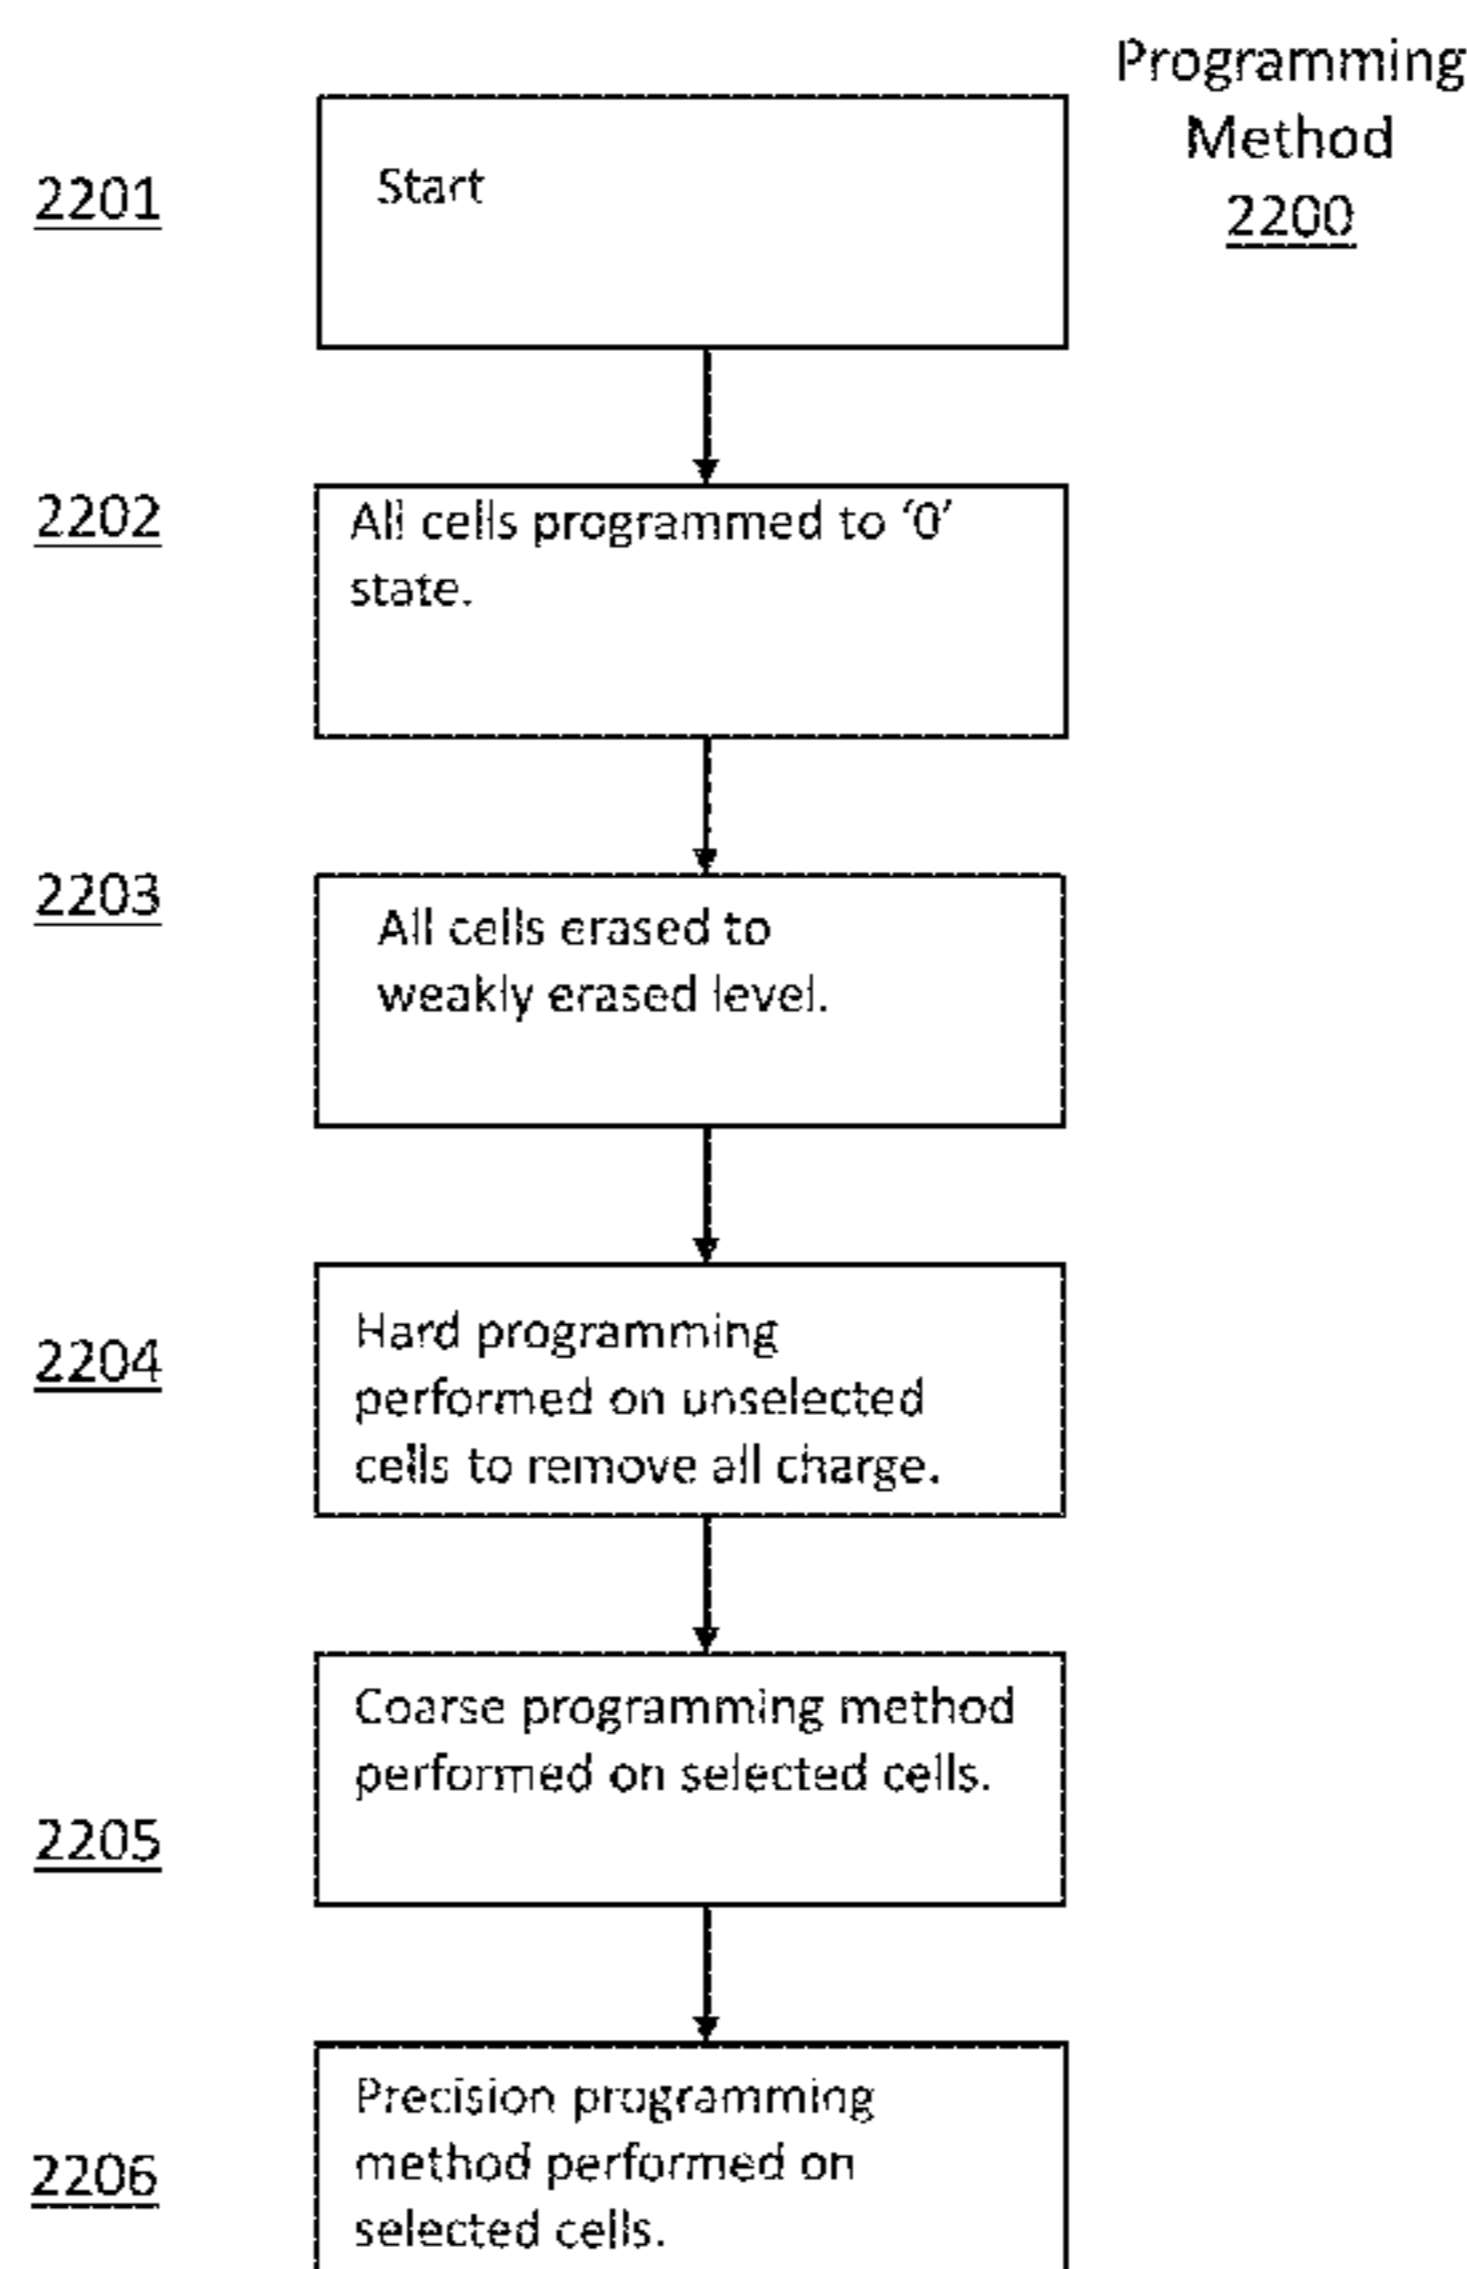 Programming
Method
2200
2201
Start
2202
All cells programmed to ‘0’
state.
2203
All cells erased to
weakly erased level.
2204
Hard programming
performed on unselected
cells to remove all charge.
2205
Coarse programming method
performed on selected cells.
2206
Precision programming
method performed on
selected cells.